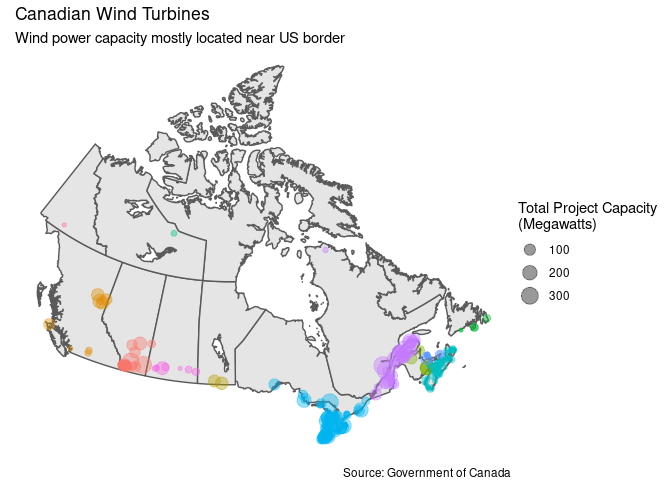 Canadian Wind Turbines
Wind power capacity mostly located near US border
Total Project Capacity
(Megawatts)
100
200
300
Source: Government of Canada